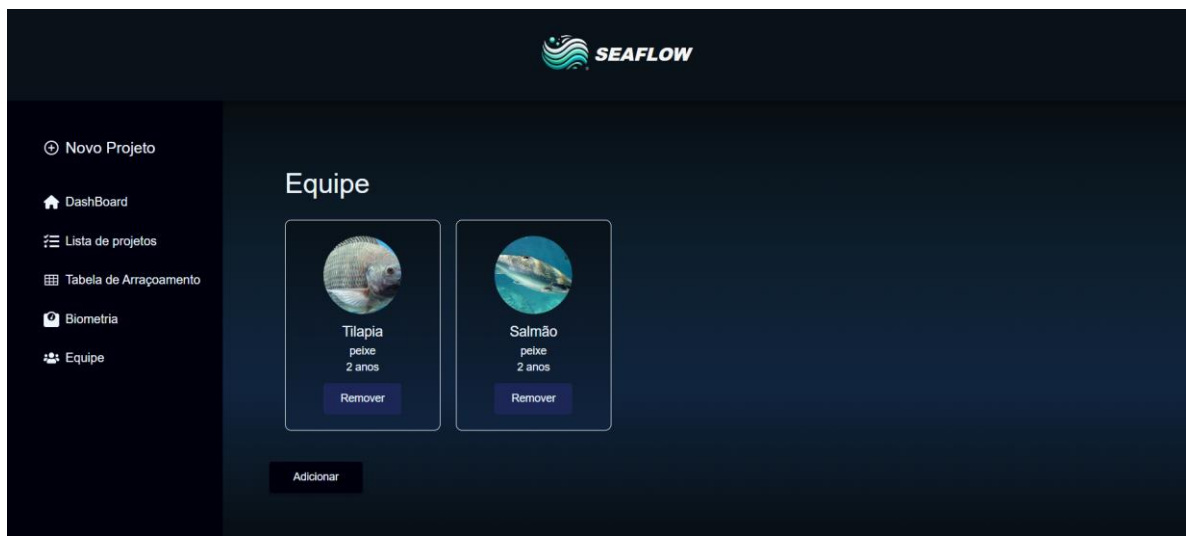 SEAFLOW
Novo Projeto
DashBoard
Lista de projetos
Tabela de Arraçoamento
Biometria
Equipe
Equipe
Tilapia
peixe
2 anos
Remover
Salmão
peixe
2 anos
Remover
Adicionar